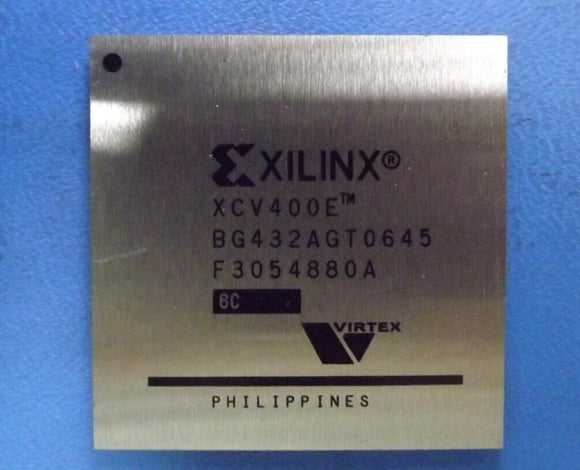 XILINX®
XCV400E™
BG432AGT0645
F3054880A
6C
VIRTEX
PHILIPPINES